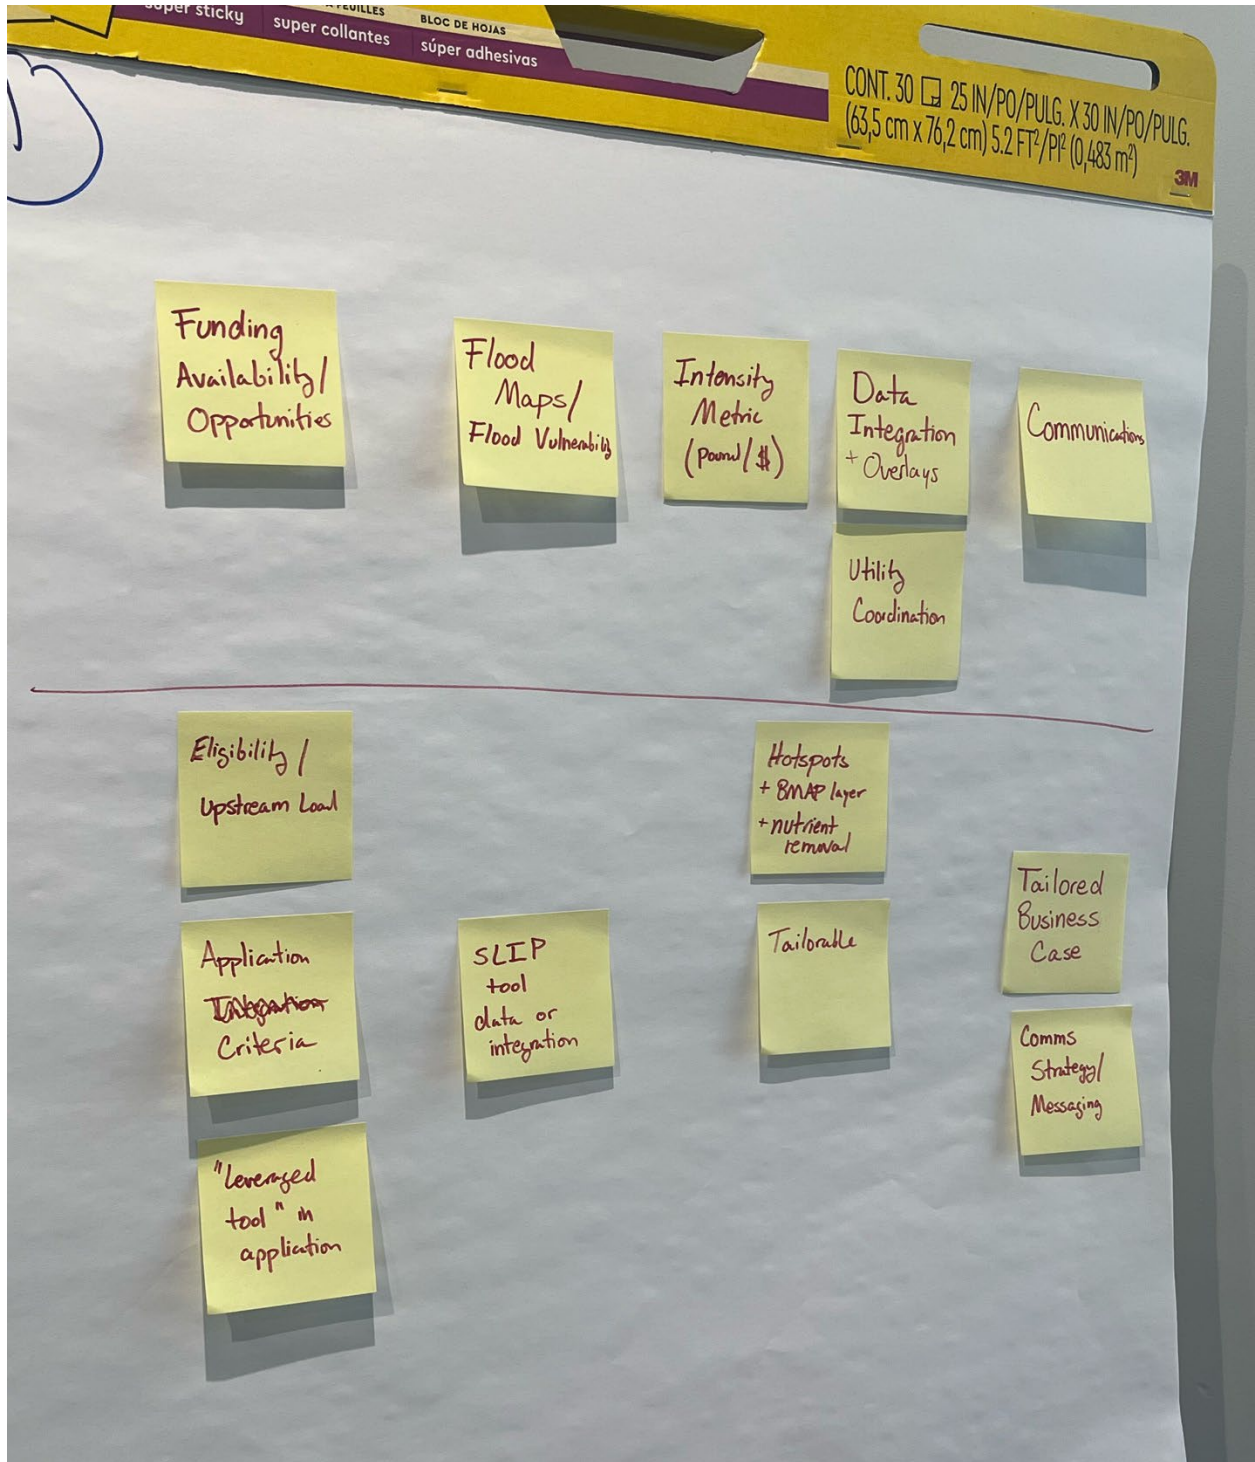 super sticky
FEUILLES
super collantes
BLOC DE HOJAS
súper adhesivas
CONT. 30 25 IN/PO/PULG. X 30 IN/PO/PULG.
(63,5 cm x 76,2 cm) 5.2 FT²/PI² (0,483 m²)
3M
Funding
Availability/
Opportunities
Flood
Maps/
Flood Vulnerability
Intensity
Metric
(pound/$)
Data
Integration
+ Overlays
Communications
Utility
Coordination
Eligibility/
Upstream Load
Hotspots
+ BMAP layer
+ nutrient
removal
Tailored
Business
Case
Application
Integration
Criteria
SLIP
tool
data or
integration
Tailorable
Comms
Strategy/
Messaging
"leveraged
tool" in
application